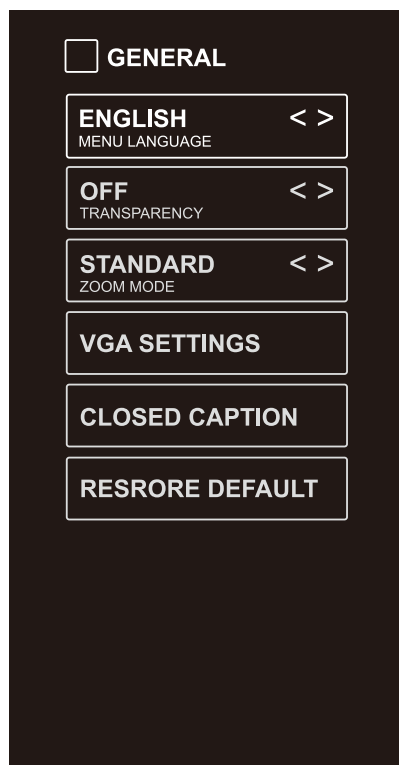 GENERAL
ENGLISH < >
MENU LANGUAGE
OFF < >
TRANSPARENCY
STANDARD < >
ZOOM MODE
VGA SETTINGS
CLOSED CAPTION
RESRORE DEFAULT